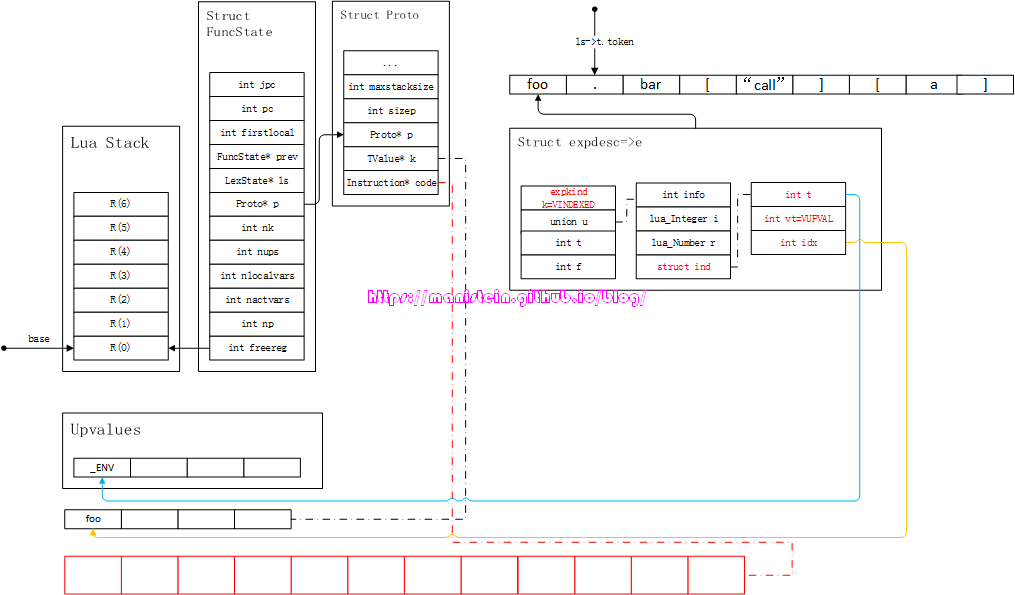 Struct
FuncState
int jpc
int pc
int firstlocal
FuncState* prev
LexState* ls
Proto* p
int nk
int nups
int nlocalvars
int nactvars
int np
int freereg
Struct Proto
...
int maxstacksize
int sizep
Proto* p
TValue* k
Instruction* code
ls->t.token
foo . bar [ “call” ] [ a ]
Struct expdesc=>e
expkind
k=VINDEXED
union u
int t
int f
int info
lua_Integer i
lua_Number r
struct ind
int t
int vt=VUPVAL
int idx
Lua Stack
R(6)
R(5)
R(4)
R(3)
R(2)
R(1)
R(0)
base
https://manistein.github.io/blog/
Upvalues
_ENV
foo